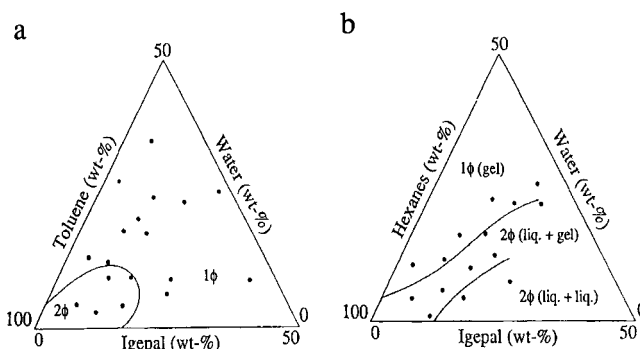 a
50
Toluene (wt-%)
Water (wt-%)
1ϕ
2ϕ
100
0
0
Igepal (wt-%)
50
b
50
Hexanes (wt-%)
Water (wt-%)
1ϕ (gel)
2ϕ (liq. + gel)
2ϕ (liq. + liq.)
100
0
0
Igepal (wt-%)
50